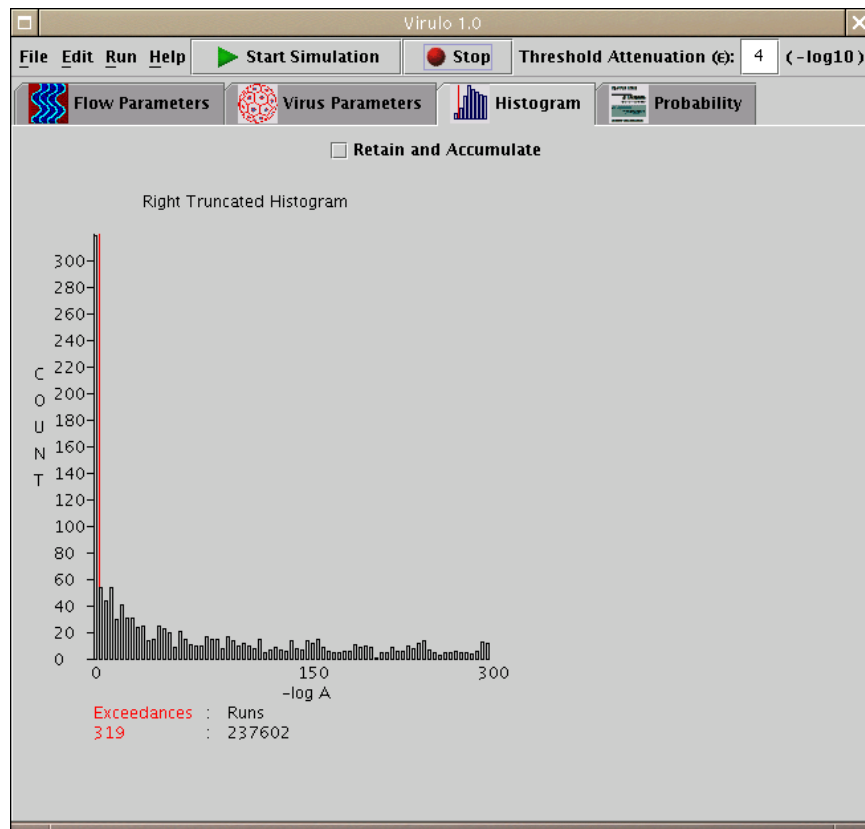 Virulo 1.0
File Edit Run Help Start Simulation Stop Threshold Attenuation (ε): 4 (-log10)
Flow Parameters Virus Parameters Histogram Probability
Retain and Accumulate
Right Truncated Histogram
300
280
260
240
220
200
180
160
140
120
100
80
60
40
20
0
COUNT
0 150 300
-log A
Exceedances : Runs
319 : 237602